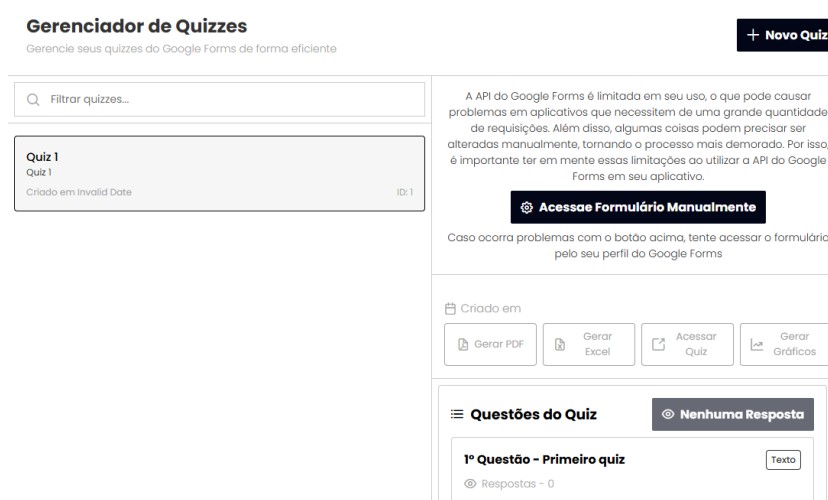 Gerenciador de Quizzes
Gerencie seus quizzes do Google Forms de forma eficiente
Novo Quiz
Filtrar quizzes...
Quiz 1
Quiz 1
Criado em Invalid Date
ID: 1
A API do Google Forms é limitada em seu uso, o que pode causar
problemas em aplicativos que necessitem de uma grande quantidade
de requisições. Além disso, algumas coisas podem precisar ser
alteradas manualmente, tornando o processo mais demorado. Por isso,
é importante ter em mente essas limitações ao utilizar a API do Google
Forms em seu aplicativo.
Acessae Formulário Manualmente
Caso ocorra problemas com o botão acima, tente acessar o formulário
pelo seu perfil do Google Forms
Criado em
Gerar PDF
Gerar
Excel
Acessar
Quiz
Gerar
Gráficos
Questões do Quiz
Nenhuma Resposta
1º Questão - Primeiro quiz
Texto
Respostas - 0